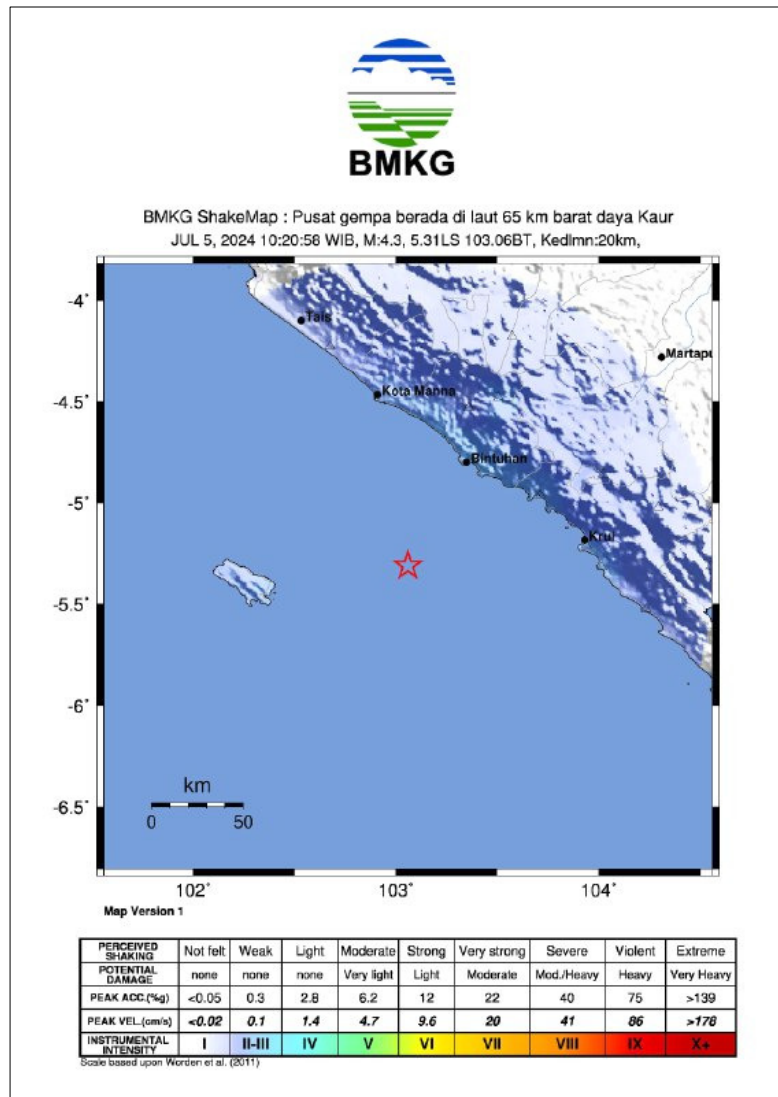 BMKG
BMKG ShakeMap : Pusat gempa berada di laut 65 km barat daya Kaur
JUL 5, 2024 10:20:58 WIB, M:4.3, 5.31LS 103.06BT, Kedlmn:20km,
-4˚
Tais
Martapu
-4.5˚
Kota Manna
Bintuhan
-5˚
Krui
-5.5˚
-6˚
km
-6.5˚
0 50
102˚ 103˚ 104˚
Map Version 1
PERCEIVED SHAKING Not felt Weak Light Moderate Strong Very strong Severe Violent Extreme
POTENTIAL DAMAGE none none none Very light Light Moderate Mod./Heavy Heavy Very Heavy
PEAK ACC.(%g) <0.05 0.3 2.8 6.2 12 22 40 75 >139
PEAK VEL.(cm/s) <0.02 0.1 1.4 4.7 9.6 20 41 86 >178
INSTRUMENTAL INTENSITY I II-III IV V VI VII VIII IX X+
Scale based upon Worden et al. (2011)